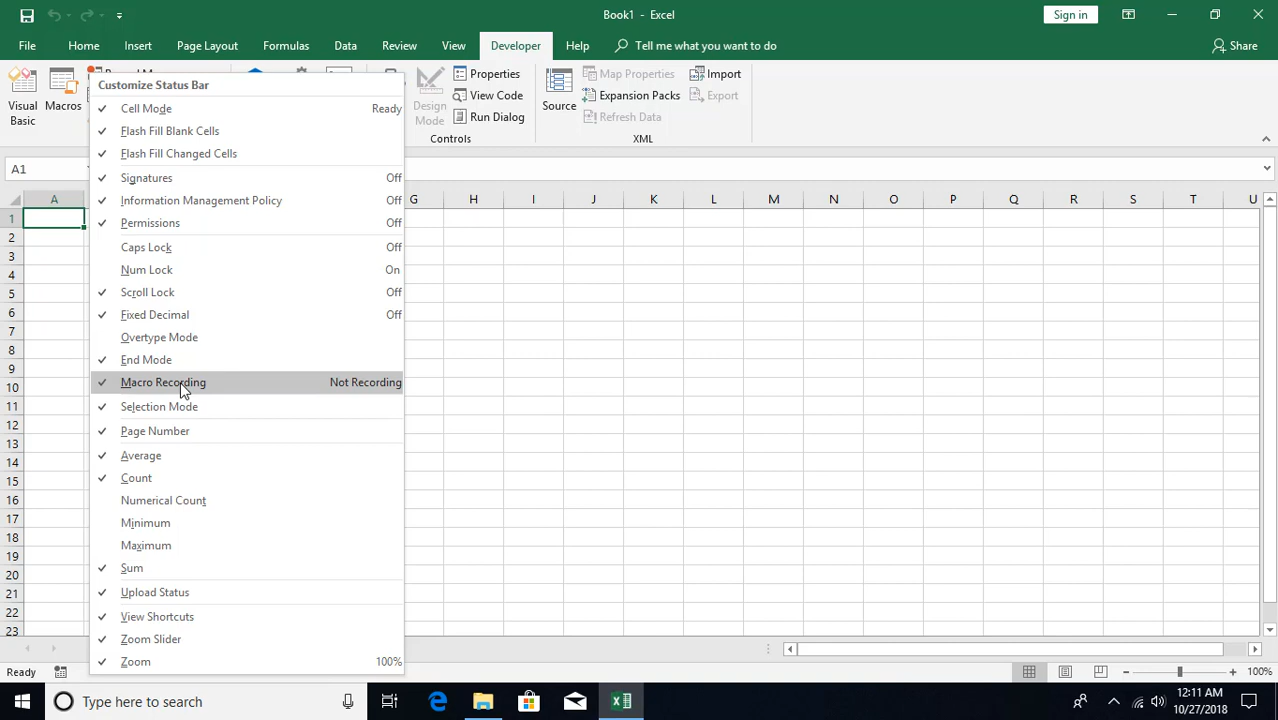 Book1 - Excel
Sign in
File Home Insert Page Layout Formulas Data Review View Developer Help Tell me what you want to do Share
Visual Basic
Macros
Design Mode
Properties
View Code
Run Dialog
Controls
Source
Map Properties
Expansion Packs
Refresh Data
Import
Export
XML
A1
A G H I J K L M N O P Q R S T U
1
2
3
4
5
6
7
8
9
10
11
12
13
14
15
16
17
18
19
20
21
22
23
Customize Status Bar
Cell Mode Ready
Flash Fill Blank Cells
Flash Fill Changed Cells
Signatures Off
Information Management Policy Off
Permissions Off
Caps Lock Off
Num Lock On
Scroll Lock Off
Fixed Decimal Off
Overtype Mode
End Mode
Macro Recording Not Recording
Selection Mode
Page Number
Average
Count
Numerical Count
Minimum
Maximum
Sum
Upload Status
View Shortcuts
Zoom Slider
Zoom 100%
Ready
100%
Type here to search
12:11 AM
10/27/2018